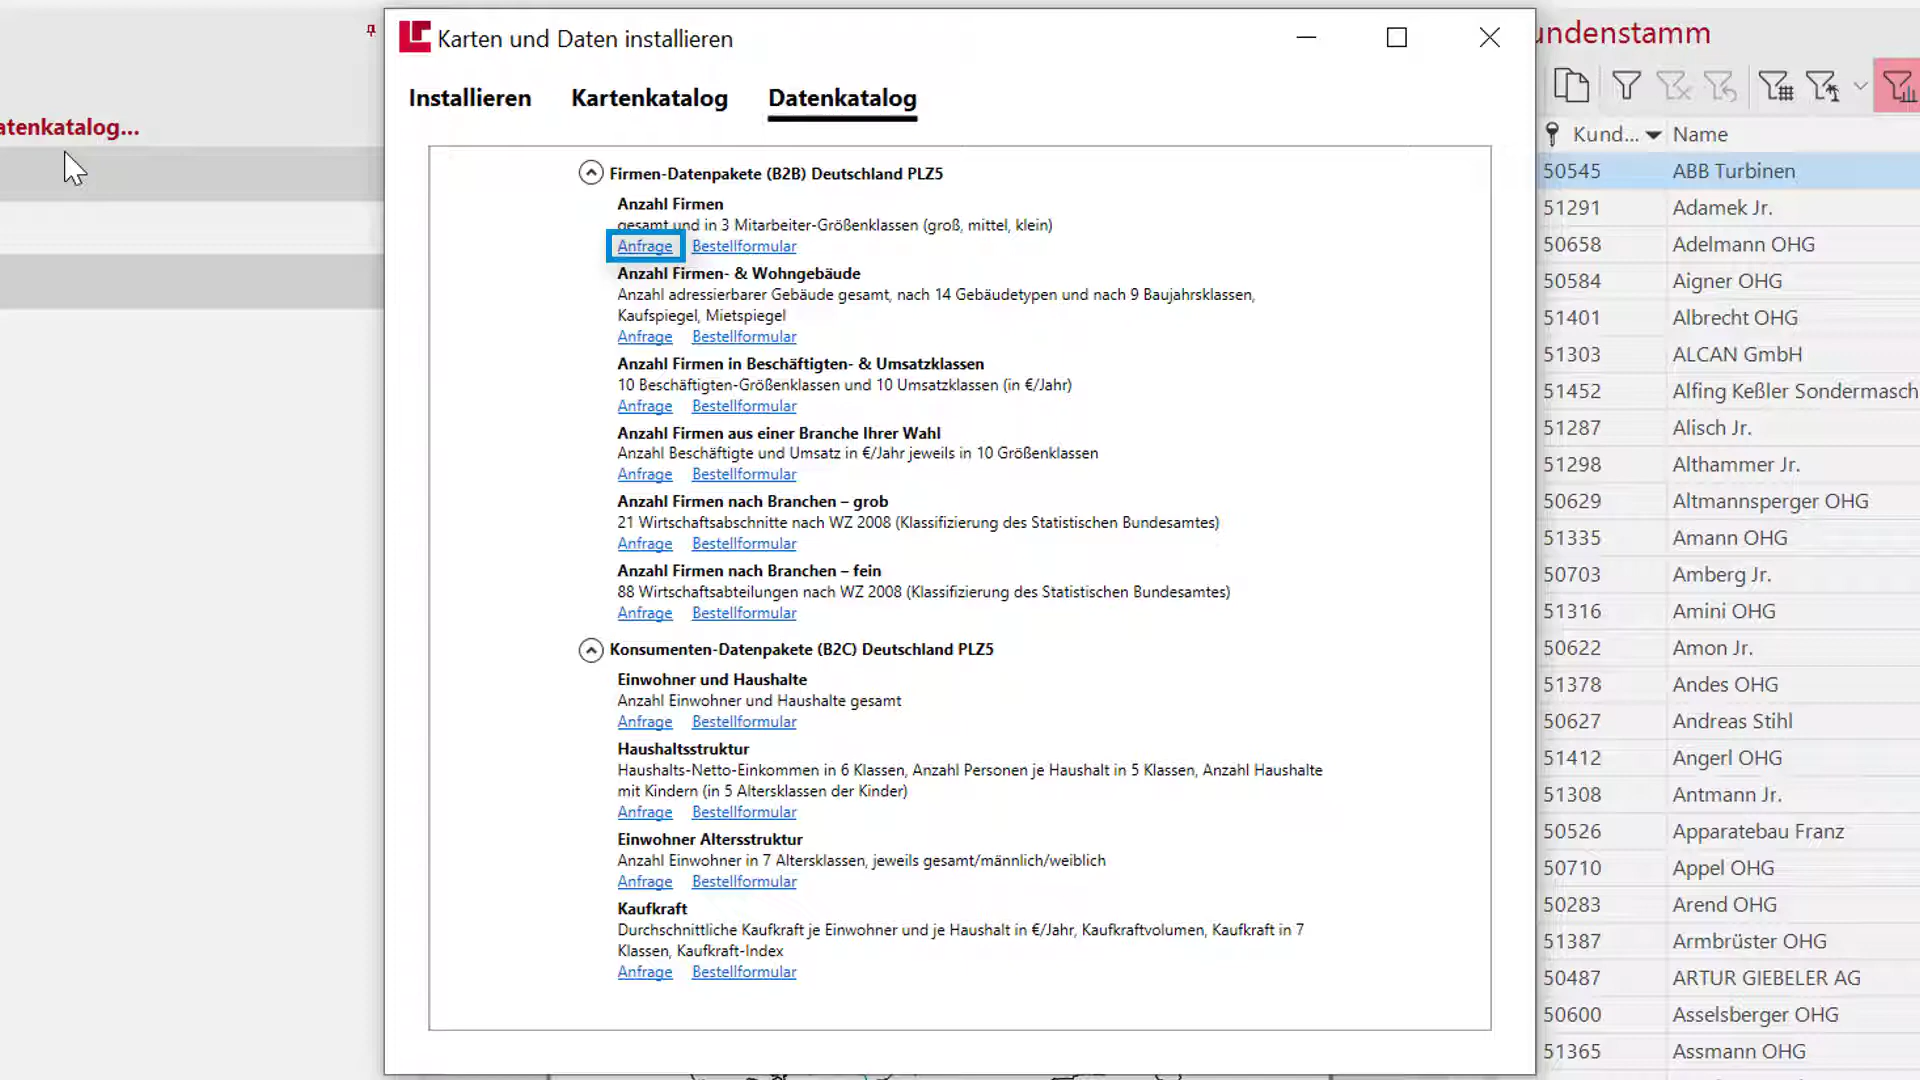 atenkatalog...
Karten und Daten installieren
Installieren Kartenkatalog Datenkatalog
Firmen-Datenpakete (B2B) Deutschland PLZ5
Anzahl Firmen
gesamt und in 3 Mitarbeiter-Größenklassen (groß, mittel, klein)
Anfrage Bestellformular
Anzahl Firmen- & Wohngebäude
Anzahl adressierbarer Gebäude gesamt, nach 14 Gebäudetypen und nach 9 Baujahrsklassen,
Kaufspiegel, Mietspiegel
Anfrage Bestellformular
Anzahl Firmen in Beschäftigten- & Umsatzklassen
10 Beschäftigten-Größenklassen und 10 Umsatzklassen (in €/Jahr)
Anfrage Bestellformular
Anzahl Firmen aus einer Branche Ihrer Wahl
Anzahl Beschäftigte und Umsatz in €/Jahr jeweils in 10 Größenklassen
Anfrage Bestellformular
Anzahl Firmen nach Branchen – grob
21 Wirtschaftsabschnitte nach WZ 2008 (Klassifizierung des Statistischen Bundesamtes)
Anfrage Bestellformular
Anzahl Firmen nach Branchen – fein
88 Wirtschaftsabteilungen nach WZ 2008 (Klassifizierung des Statistischen Bundesamtes)
Anfrage Bestellformular
Konsumenten-Datenpakete (B2C) Deutschland PLZ5
Einwohner und Haushalte
Anzahl Einwohner und Haushalte gesamt
Anfrage Bestellformular
Haushaltsstruktur
Haushalts-Netto-Einkommen in 6 Klassen, Anzahl Personen je Haushalt in 5 Klassen, Anzahl Haushalte
mit Kindern (in 5 Altersklassen der Kinder)
Anfrage Bestellformular
Einwohner Altersstruktur
Anzahl Einwohner in 7 Altersklassen, jeweils gesamt/männlich/weiblich
Anfrage Bestellformular
Kaufkraft
Durchschnittliche Kaufkraft je Einwohner und je Haushalt in €/Jahr, Kaufkraftvolumen, Kaufkraft in 7
Klassen, Kaufkraft-Index
Anfrage Bestellformular
undenstamm
Kund... Name
50545 ABB Turbinen
51291 Adamek Jr.
50658 Adelmann OHG
50584 Aigner OHG
51401 Albrecht OHG
51303 ALCAN GmbH
51452 Alfing Keßler Sondermasch
51287 Alisch Jr.
51298 Althammer Jr.
50629 Altmannsperger OHG
51335 Amann OHG
50703 Amberg Jr.
51316 Amini OHG
50622 Amon Jr.
51378 Andes OHG
50627 Andreas Stihl
51412 Angerl OHG
51308 Antmann Jr.
50526 Apparatebau Franz
50710 Appel OHG
50283 Arend OHG
51387 Armbrüster OHG
50487 ARTUR GIEBELER AG
50600 Asselsberger OHG
51365 Assmann OHG